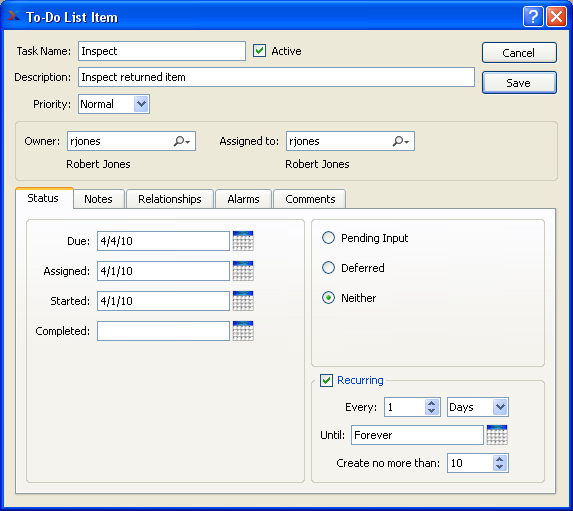 To-Do List Item
Task Name: Inspect Active Cancel
Description: Inspect returned item Save
Priority: Normal
Owner: rjones Assigned to: rjones
Robert Jones Robert Jones
Status Notes Relationships Alarms Comments
Due: 4/4/10 Pending Input
Assigned: 4/1/10 Deferred
Started: 4/1/10 Neither
Completed:
Recurring
Every: 1 Days
Until: Forever
Create no more than: 10